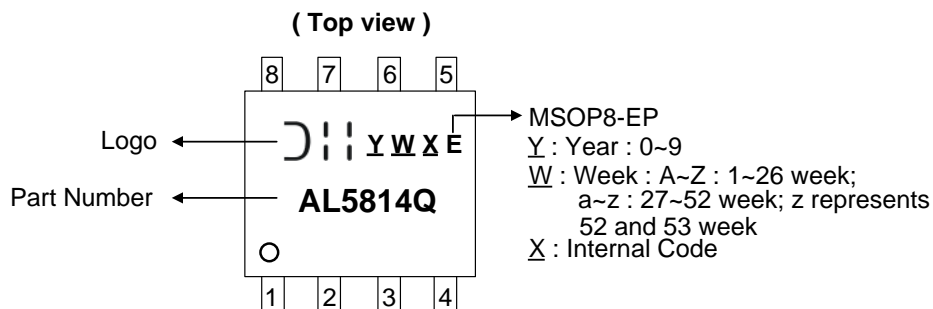 ( Top view )
8 7 6 5
Logo
Y W X E
MSOP8-EP
Y : Year : 0~9
W : Week : A~Z : 1~26 week;
a~z : 27~52 week; z represents
52 and 53 week
X : Internal Code
Part Number
AL5814Q
1 2 3 4